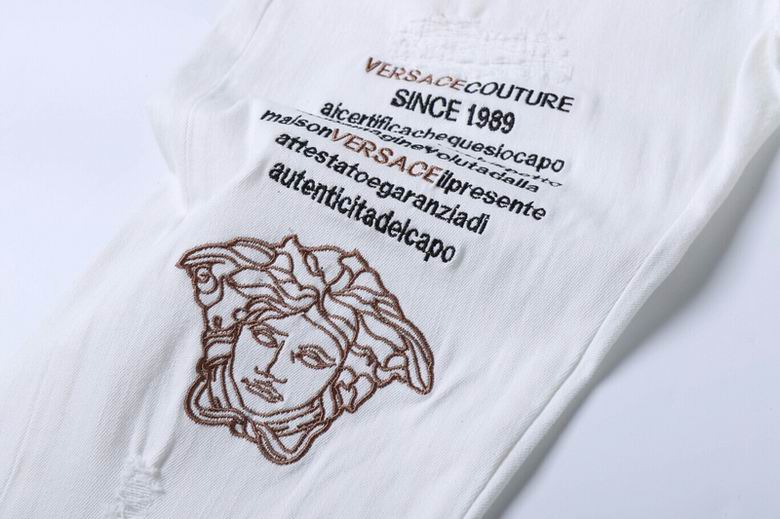 VERSACECOUTURE
SINCE 1989
aicertificachequesiocapo
maisonVERSACEilpresente
attestatoegaranziadi
autenticitadelcapo